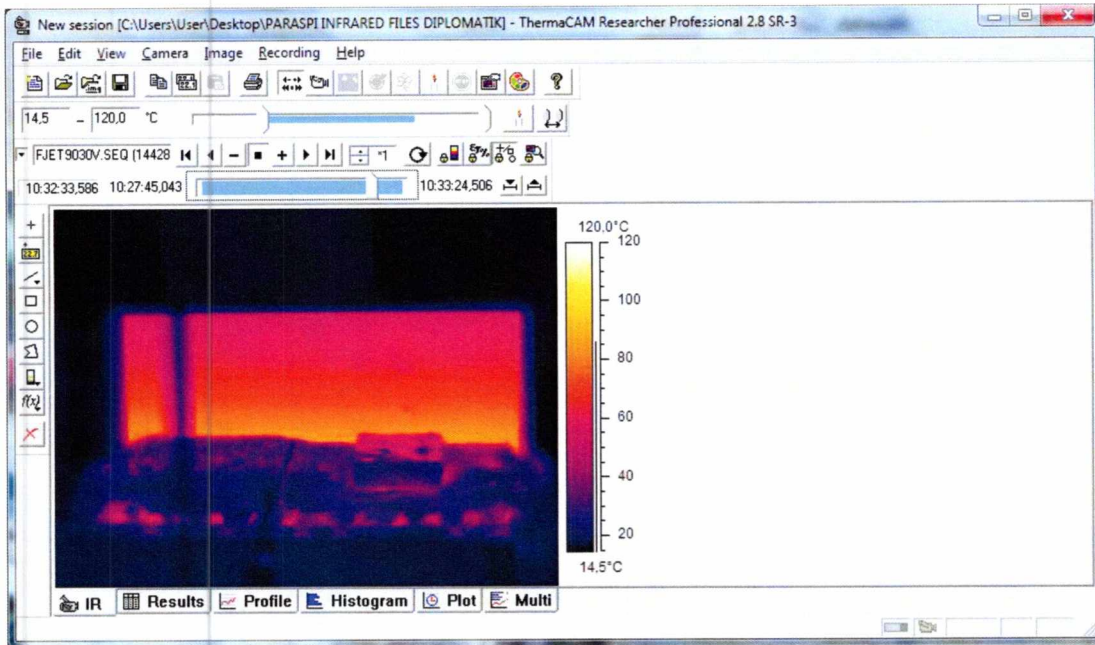 New session [C:\Users\User\Desktop\PARASPI INFRARED FILES DIPLOMATIK] - ThermaCAM Researcher Professional 2.8 SR-3
File Edit View Camera Image Recording Help
14,5 - 120,0 °C
FJET9030V.SEQ (14428 *1
10:32:33,586 10:27:45,043 10:33:24,506
120,0°C
120
100
80
60
40
20
14,5°C
IR Results Profile Histogram Plot Multi